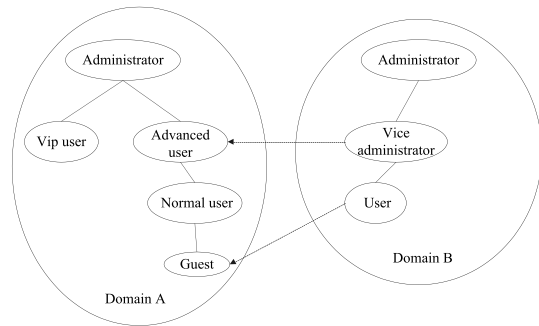 Administrator
Administrator
Vip user
Advanced
user
Vice
administrator
Normal user
User
Guest
Domain B
Domain A